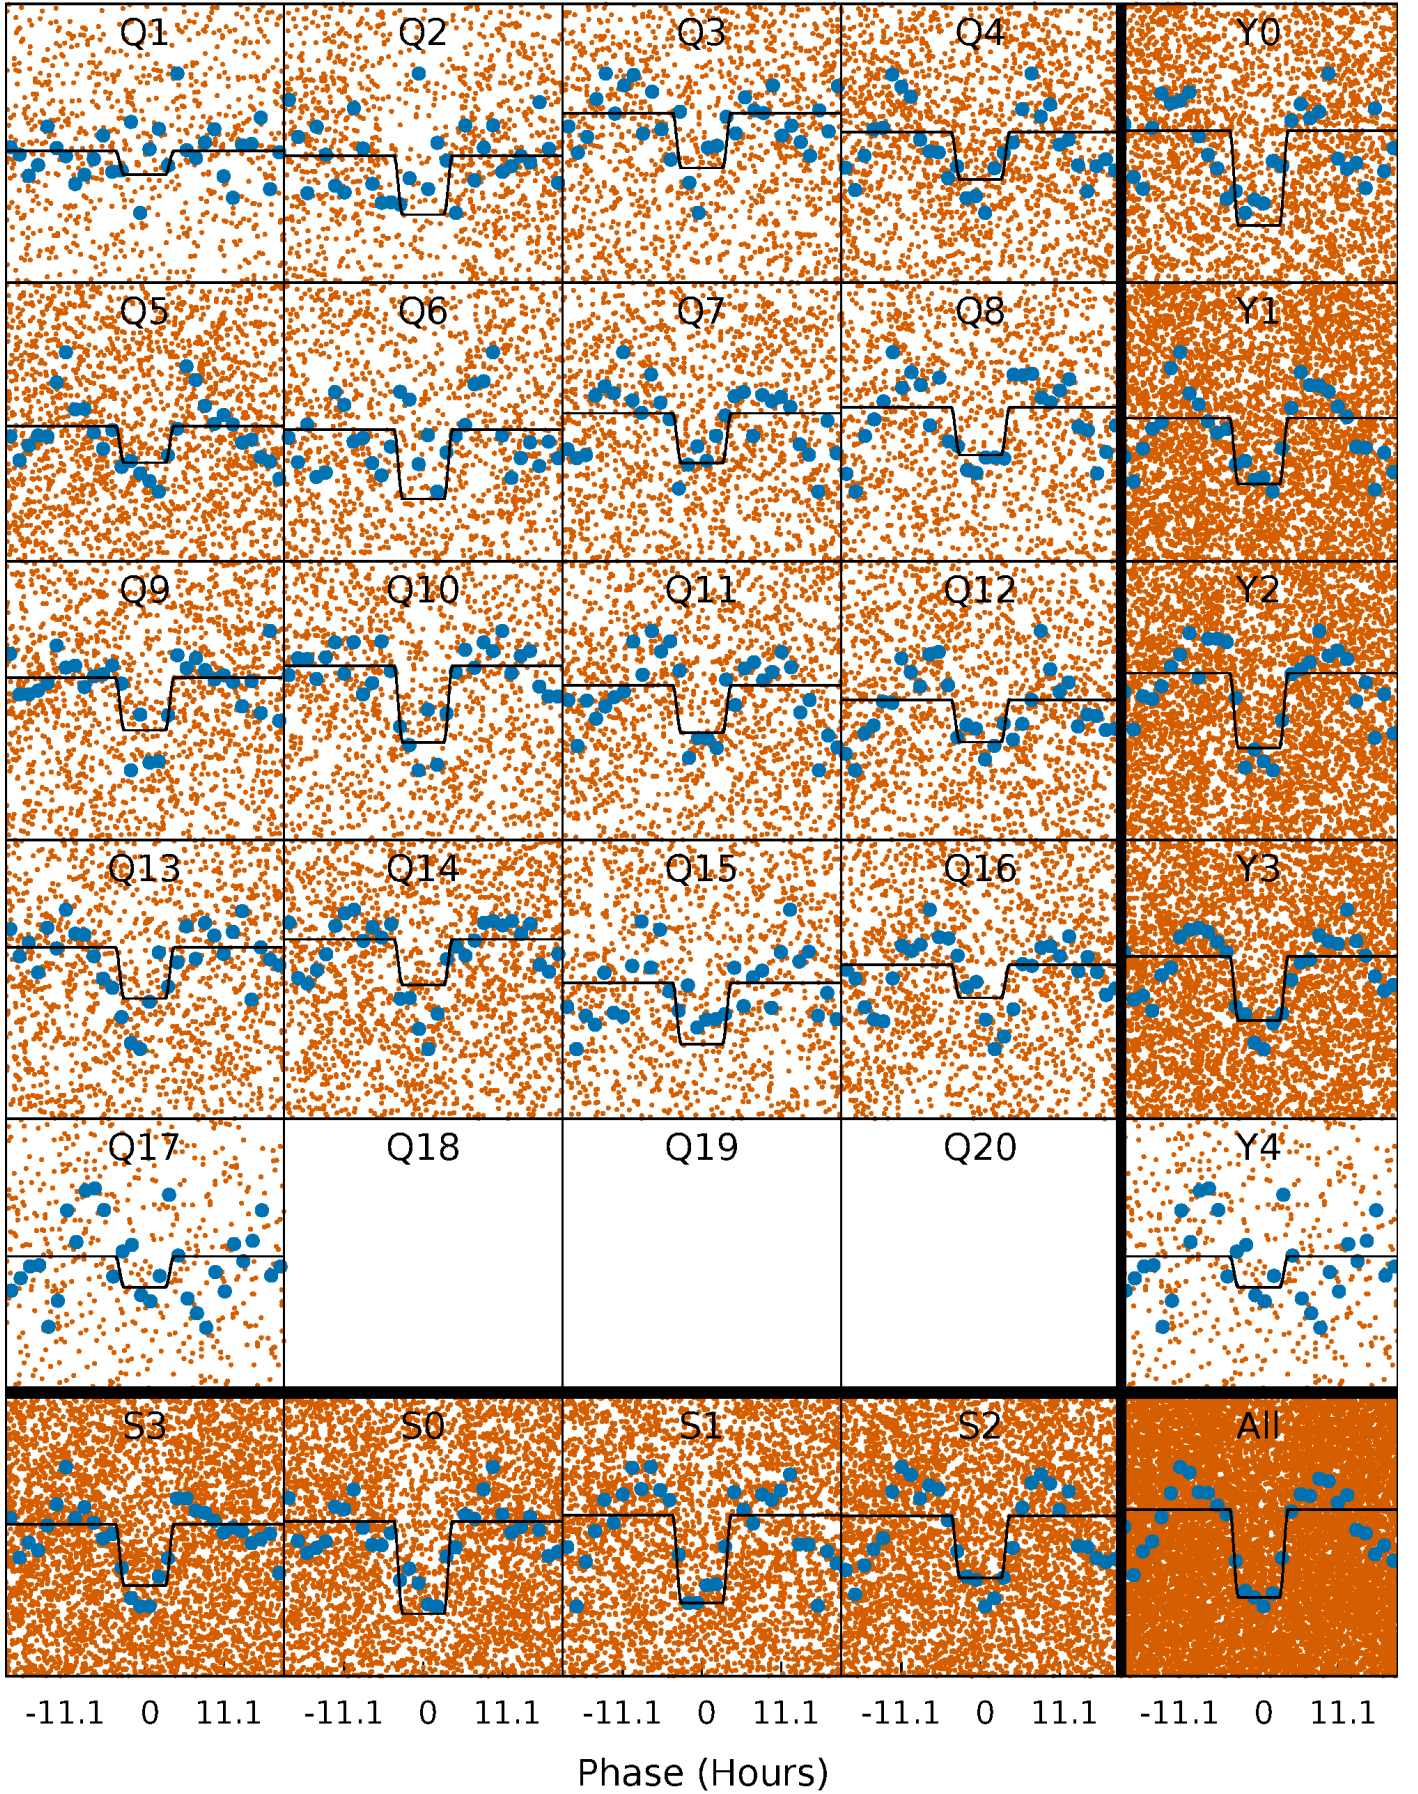 Q1 Q2 Q3 Q4 Y0
Q5 Q6 Q7 Q8 Y1
Q9 Q10 Q11 Q12 Y2
Q13 Q14 Q15 Q16 Y3
Q17 Q18 Q19 Q20 Y4
S3 S0 S1 S2 All
-11.1 0 11.1 -11.1 0 11.1 -11.1 0 11.1 -11.1 0 11.1 -11.1 0 11.1
Phase (Hours)